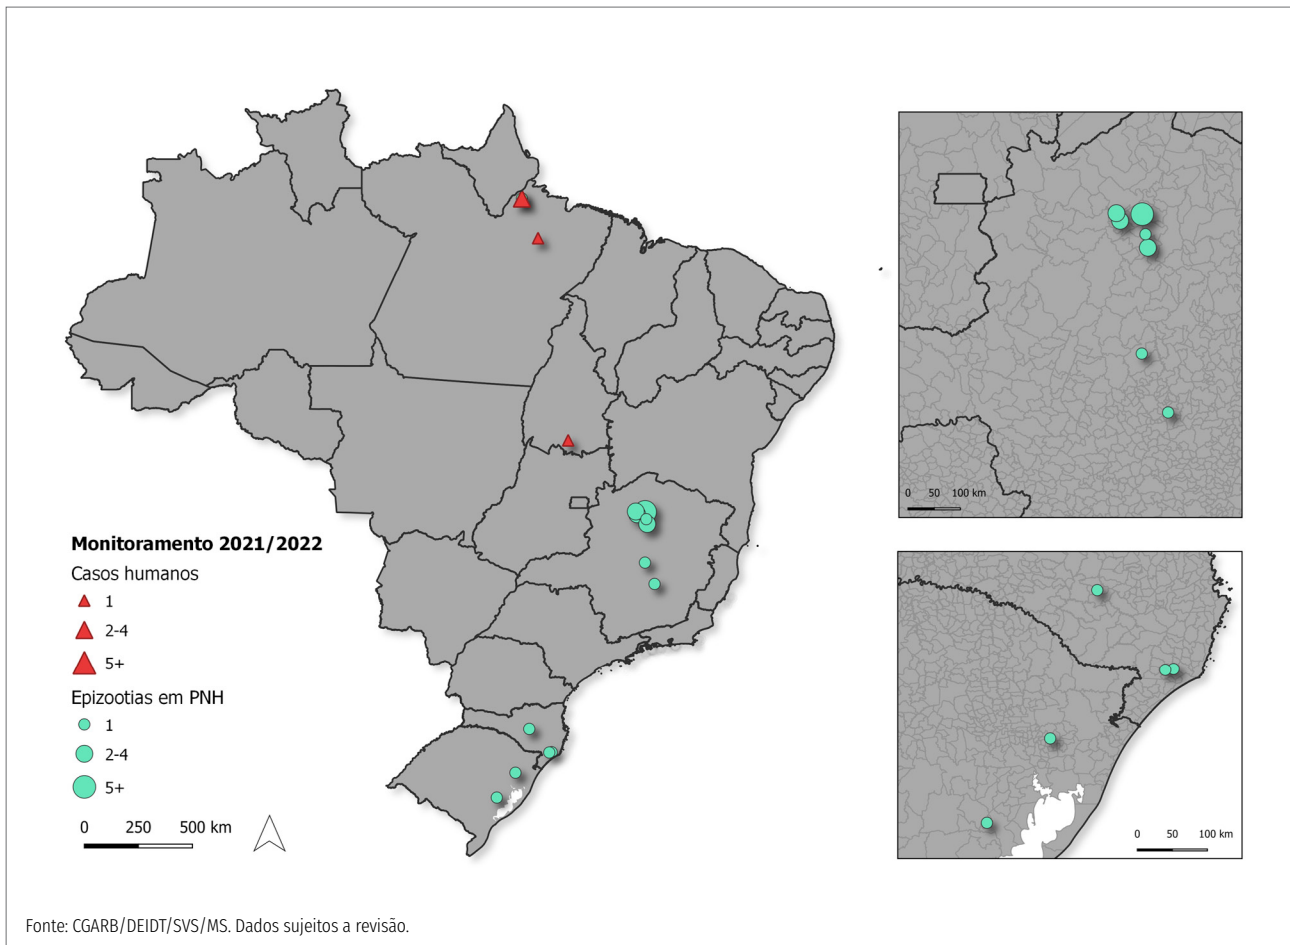 Monitoramento 2021/2022
Casos humanos
1
2-4
5+
Epizootias em PNH
1
2-4
5+
0 250 500 km
0 50 100 km
0 50 100 km
Fonte: CGARB/DEIDT/SVS/MS. Dados sujeitos a revisão.